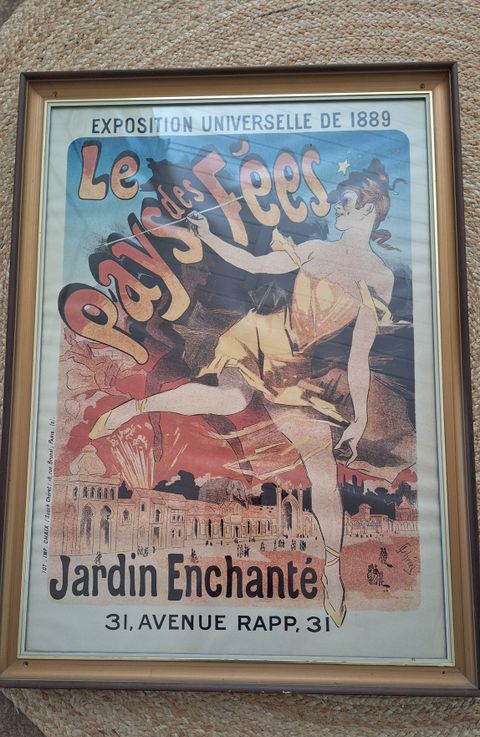 EXPOSITION UNIVERSELLE DE 1889
Le
Pays des Fées
Jardin Enchanté
31, AVENUE RAPP, 31